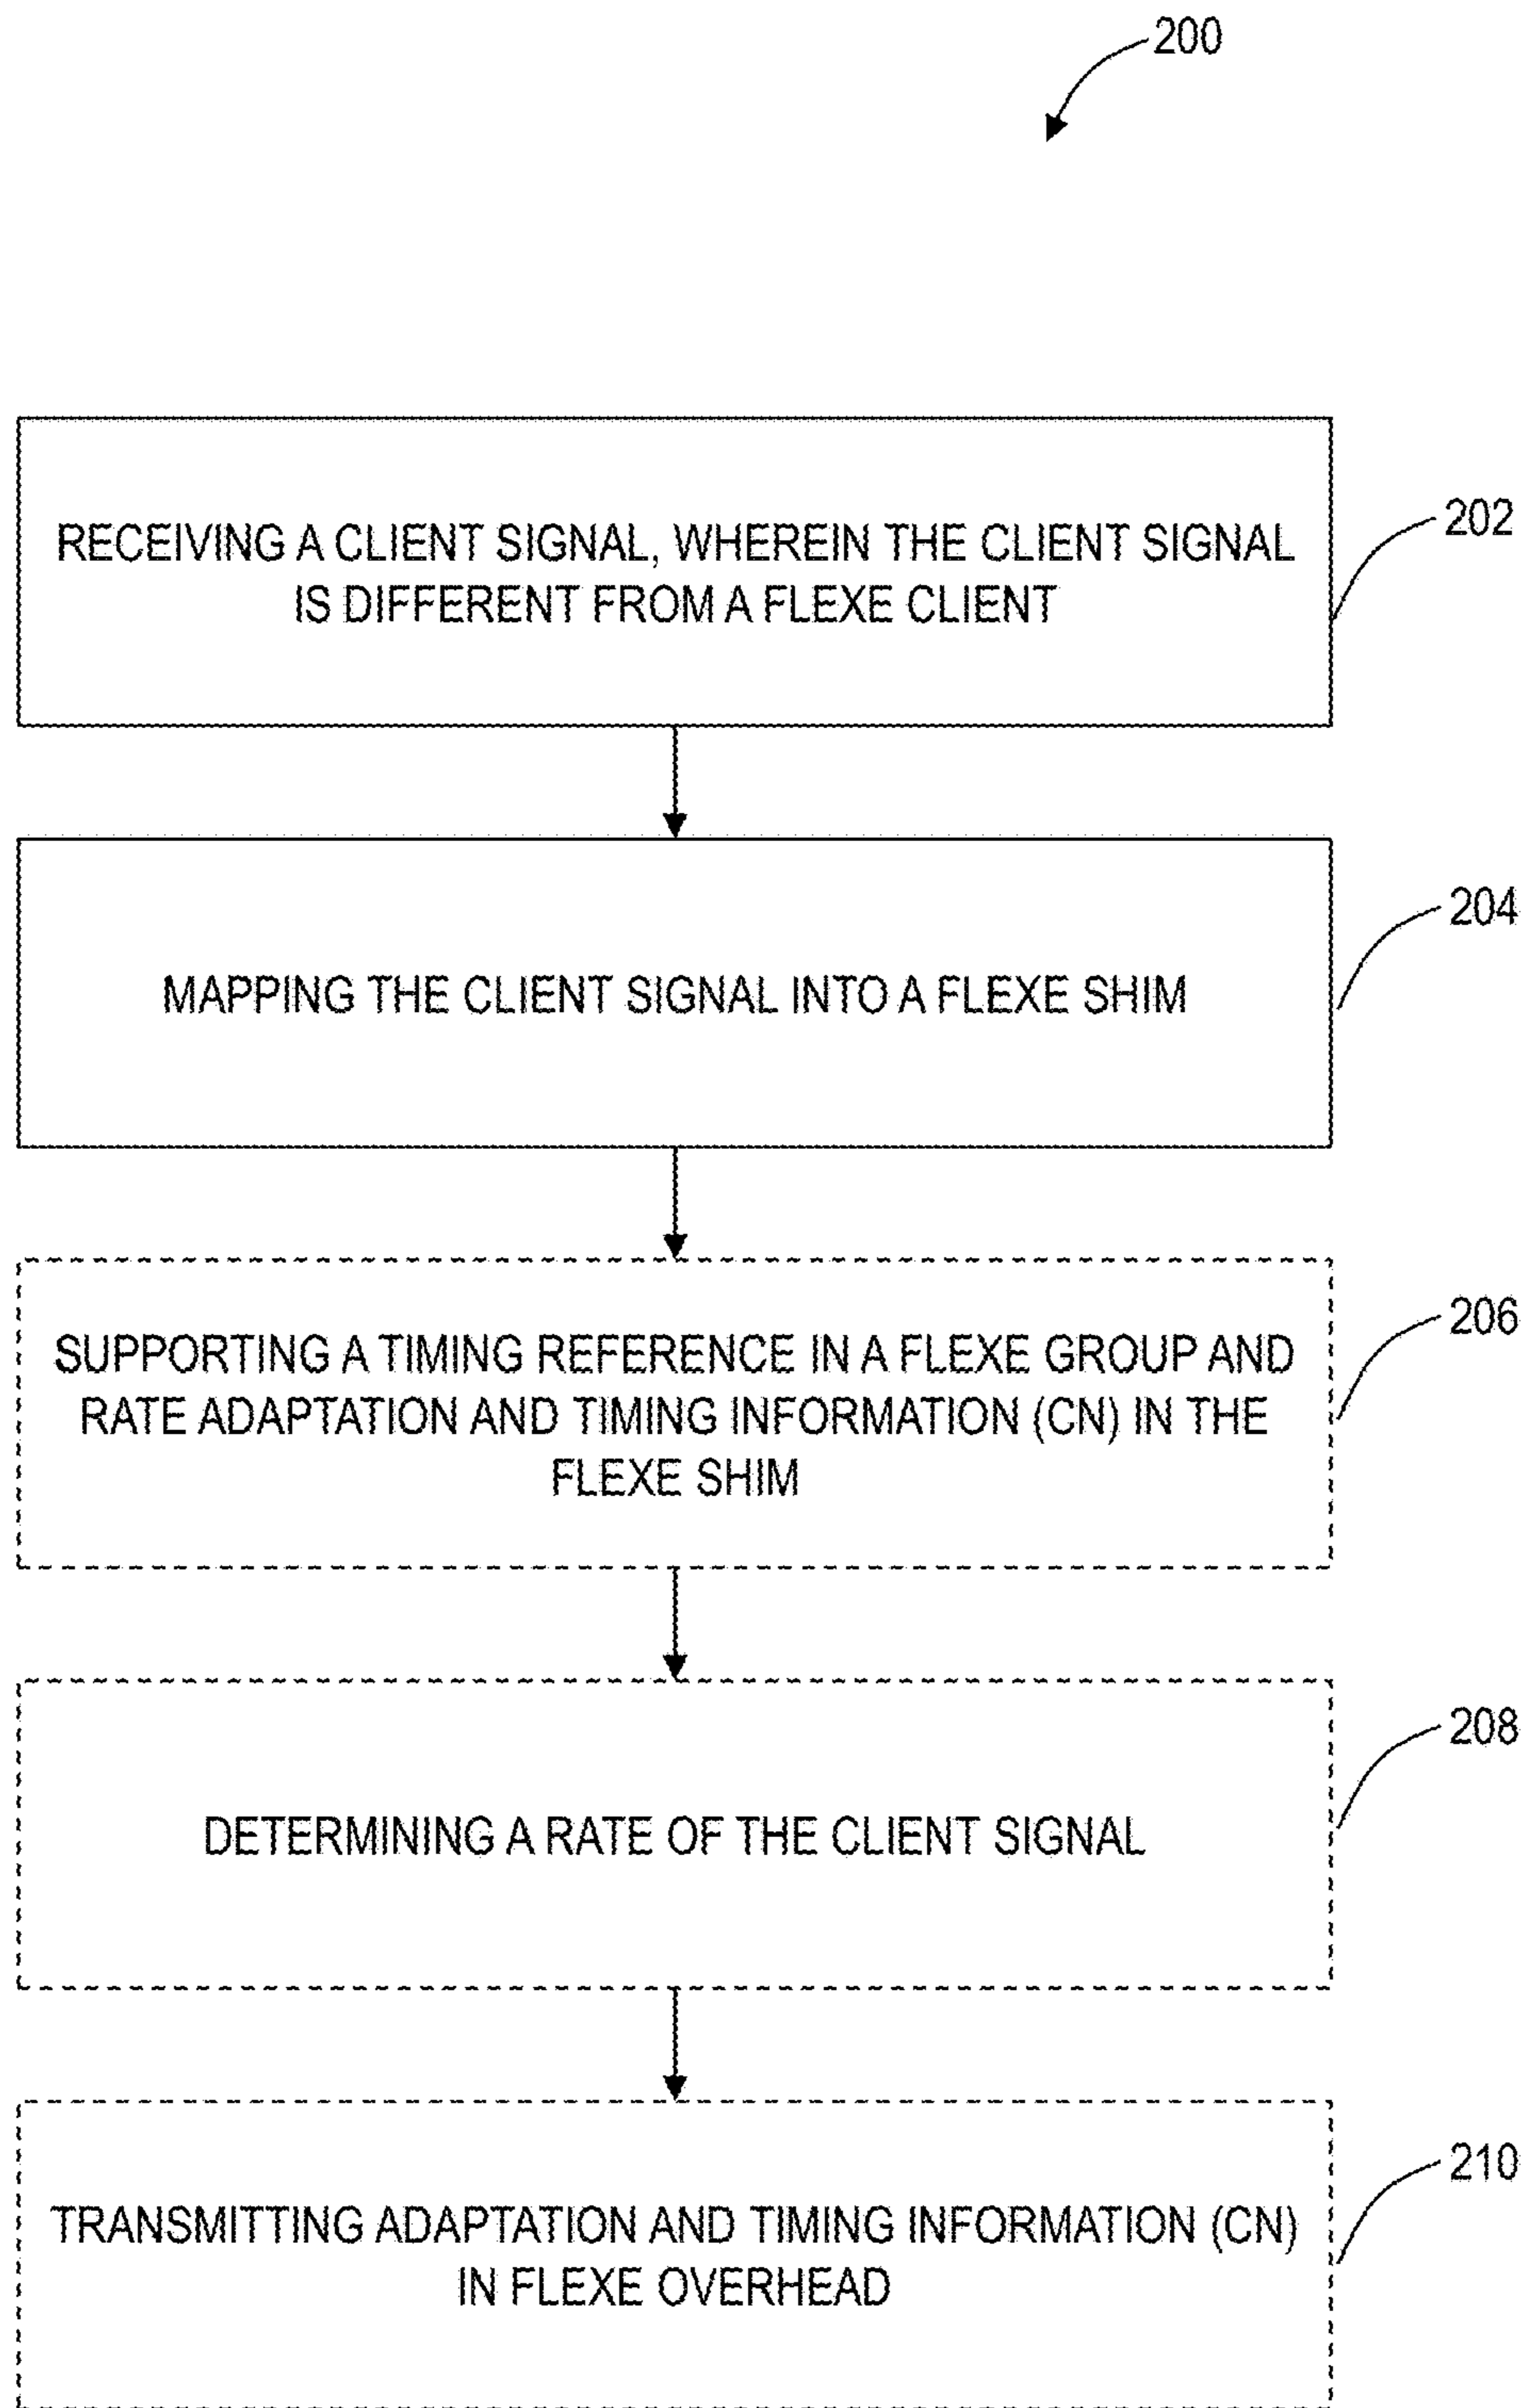 200
RECEIVING A CLIENT SIGNAL, WHEREIN THE CLIENT SIGNAL
IS DIFFERENT FROM A FLEXE CLIENT
202
MAPPING THE CLIENT SIGNAL INTO A FLEXE SHIM
204
SUPPORTING A TIMING REFERENCE IN A FLEXE GROUP AND
RATE ADAPTATION AND TIMING INFORMATION (CN) IN THE
FLEXE SHIM
206
DETERMINING A RATE OF THE CLIENT SIGNAL
208
TRANSMITTING ADAPTATION AND TIMING INFORMATION (CN)
IN FLEXE OVERHEAD
210